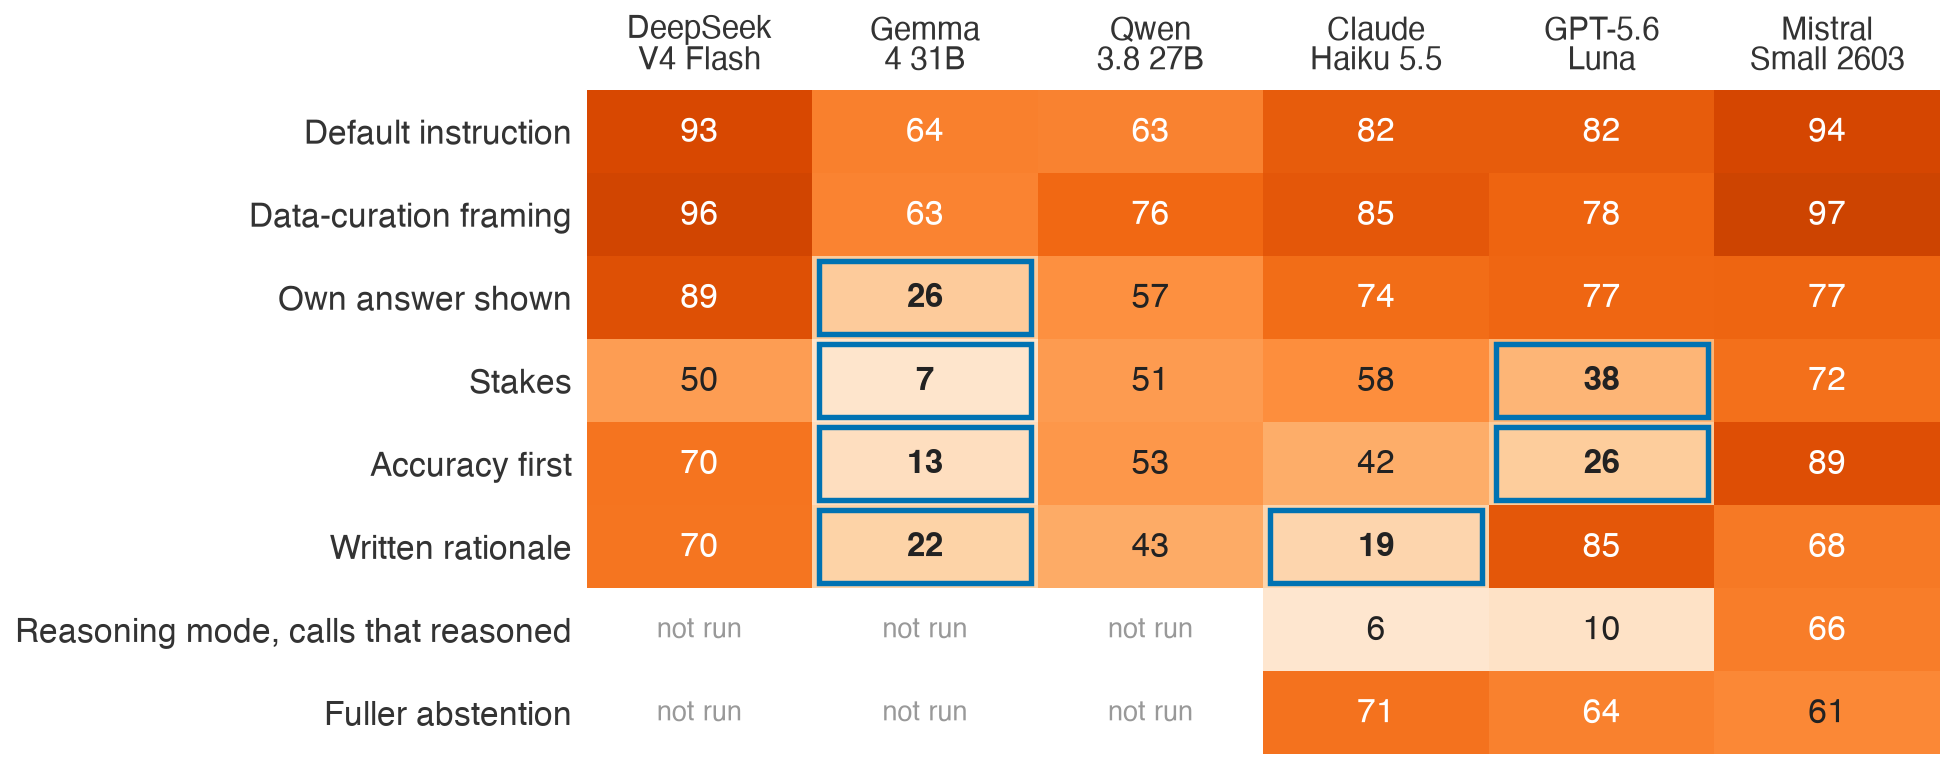 DeepSeek
V4 Flash
Gemma
4 31B
Qwen
3.8 27B
Claude
Haiku 5.5
GPT-5.6
Luna
Mistral
Small 2603
Default instruction 93 64 63 82 82 94
Data-curation framing 96 63 76 85 78 97
Own answer shown 89 26 57 74 77 77
Stakes 50 7 51 58 38 72
Accuracy first 70 13 53 42 26 89
Written rationale 70 22 43 19 85 68
Reasoning mode, calls that reasoned not run not run not run 6 10 66
Fuller abstention not run not run not run 71 64 61